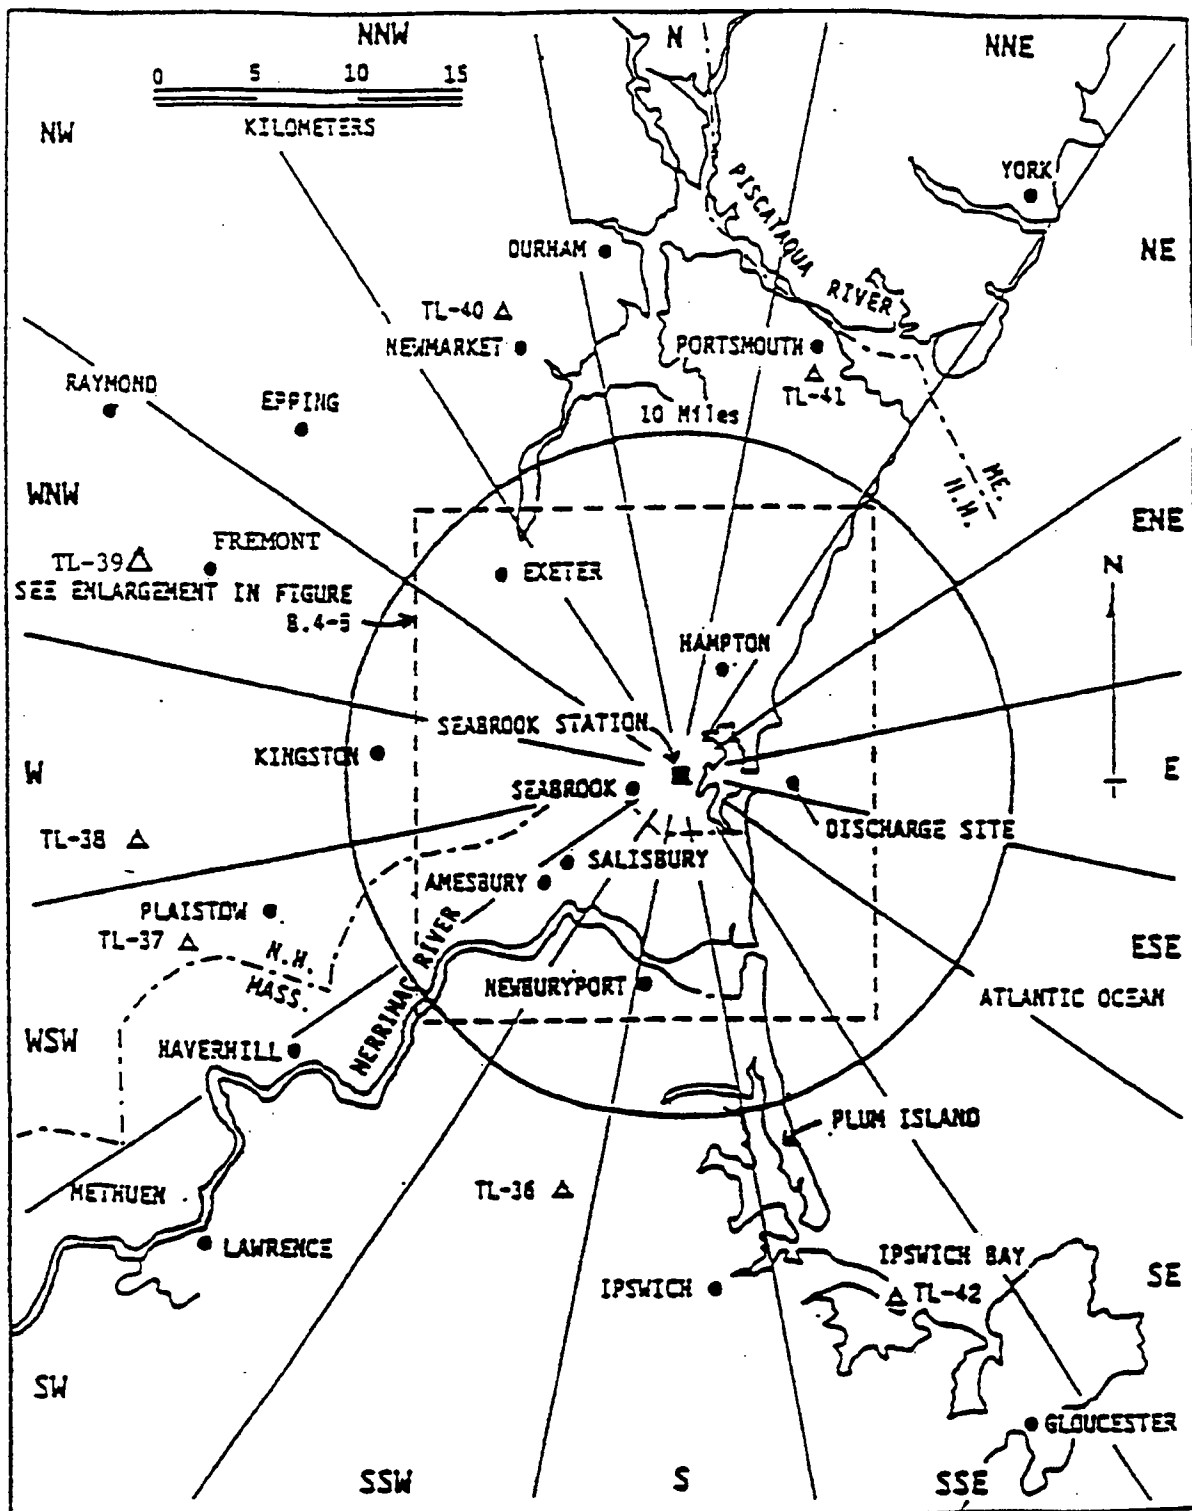 NNW
N
NNE
0 5 10 15
KILOMETERS
NW
YORK
PISCATAQUA
RIVER
NE
DURHAM
TL-40
NEWMARKET
PORTSMOUTH
TL-41
RAYMOND
EPPING
10 Miles
ME.
N.H.
WNW
ENE
FREMONT
TL-39
SEE ENLARGEMENT IN FIGURE
B.4-5
EXETER
N
HAMPTON
SEABROOK STATION
KINGSTON
W
E
SEABROOK
DISCHARGE SITE
TL-38
SALISBURY
AMESBURY
PLAISTOW
TL-37
N.H.
MASS.
MERRIMAC RIVER
ESE
NEWBURYPORT
ATLANTIC OCEAN
WSW
HAVERHILL
PLUM ISLAND
TL-36
METHUEN
LAWRENCE
IPSWICH BAY
SE
IPSWICH
TL-42
SW
GLOUCESTER
SSW
S
SSE